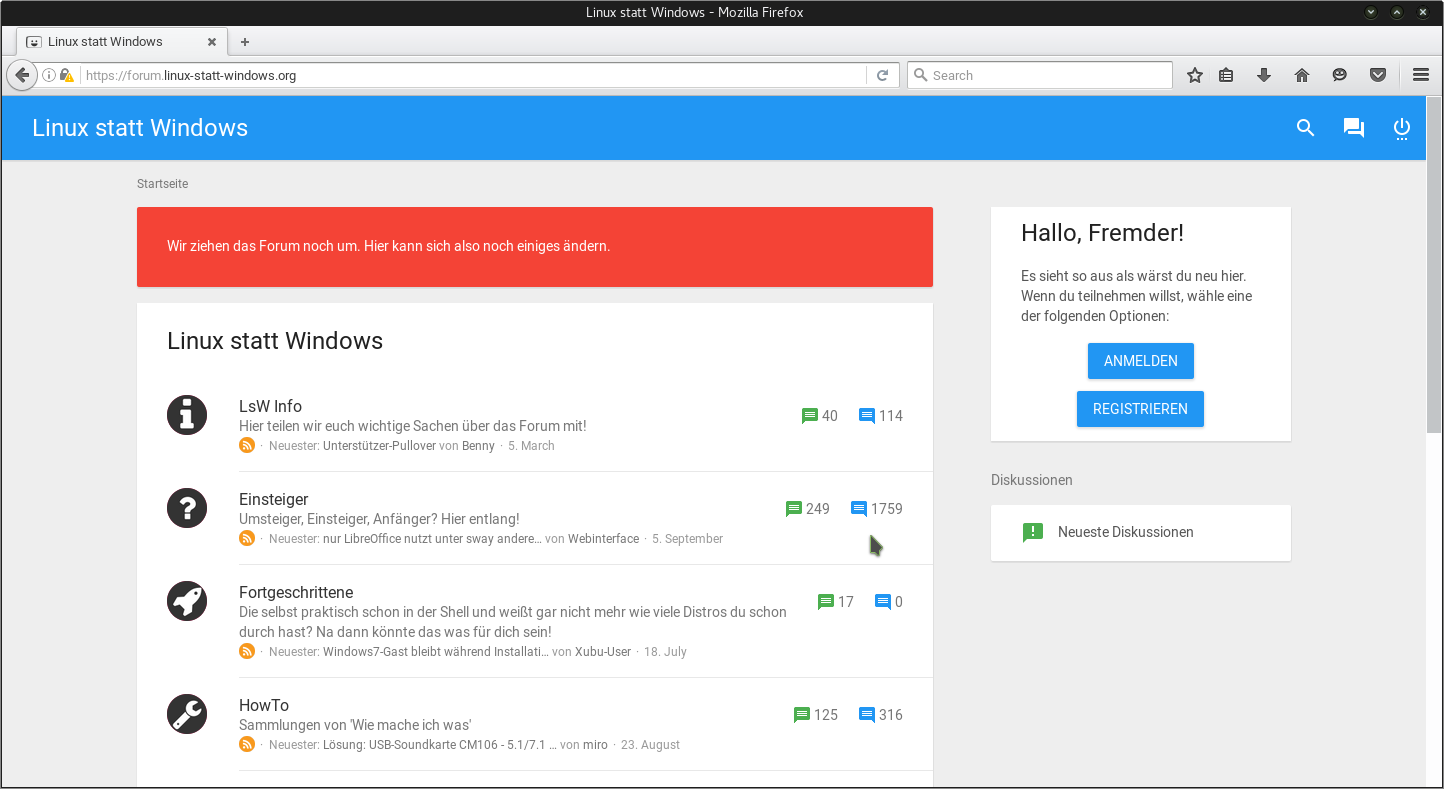 Linux statt Windows - Mozilla Firefox
Linux statt Windows
https://forum.linux-statt-windows.org
Search
Linux statt Windows
Startseite
Wir ziehen das Forum noch um. Hier kann sich also noch einiges ändern.
Linux statt Windows
LsW Info
Hier teilen wir euch wichtige Sachen über das Forum mit!
· Neuester: Unterstützer-Pullover von Benny · 5. March
40 114
Einsteiger
Umsteiger, Einsteiger, Anfänger? Hier entlang!
· Neuester: nur LibreOffice nutzt unter sway andere... von Webinterface · 5. September
249 1759
Fortgeschrittene
Die selbst praktisch schon in der Shell und weißt gar nicht mehr wie viele Distros du schon
durch hast? Na dann könnte das was für dich sein!
· Neuester: Windows7-Gast bleibt während Installati... von Xubu-User · 18. July
17 0
HowTo
Sammlungen von 'Wie mache ich was'
· Neuester: Lösung: USB-Soundkarte CM106 - 5.1/7.1 ... von miro · 23. August
125 316
Hallo, Fremder!
Es sieht so aus als wärst du neu hier.
Wenn du teilnehmen willst, wähle eine
der folgenden Optionen:
ANMELDEN
REGISTRIEREN
Diskussionen
Neueste Diskussionen